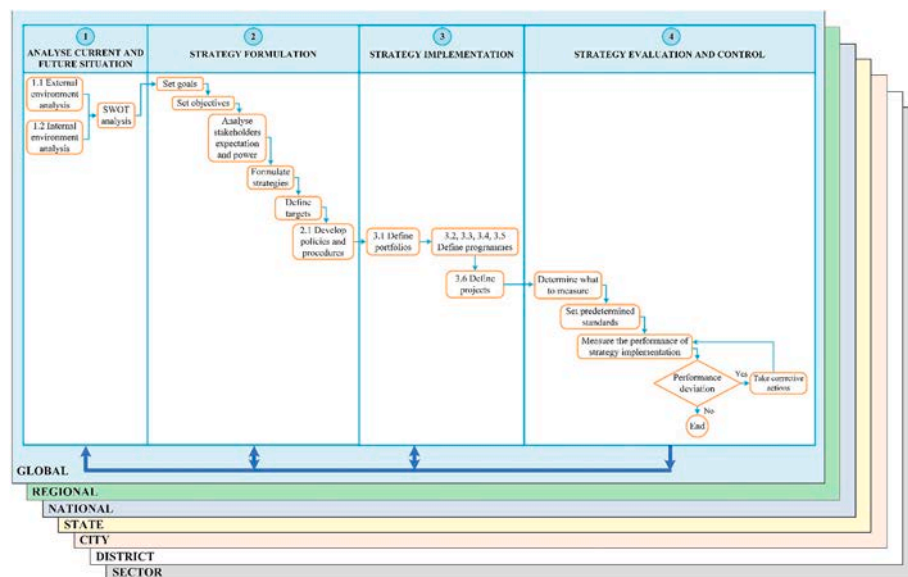 1
ANALYSE CURRENT AND
FUTURE SITUATION
2
STRATEGY FORMULATION
3
STRATEGY IMPLEMENTATION
4
STRATEGY EVALUATION AND CONTROL
1.1 External
environment
analysis
1.2 Internal
environment
analysis
SWOT
analysis
Set goals
Set objectives
Analyse
stakeholders
expectation
and power
Formulate
strategies
Define
targets
2.1 Develop
policies and
procedures
3.1 Define
portfolios
3.2, 3.3, 3.4, 3.5
Define programmes
3.6 Define
projects
Determine what
to measure
Set predetermined
standards
Measure the performance of
strategy implementation
Performance
deviation
Yes
Take corrective
actions
No
End
GLOBAL
REGIONAL
NATIONAL
STATE
CITY
DISTRICT
SECTOR